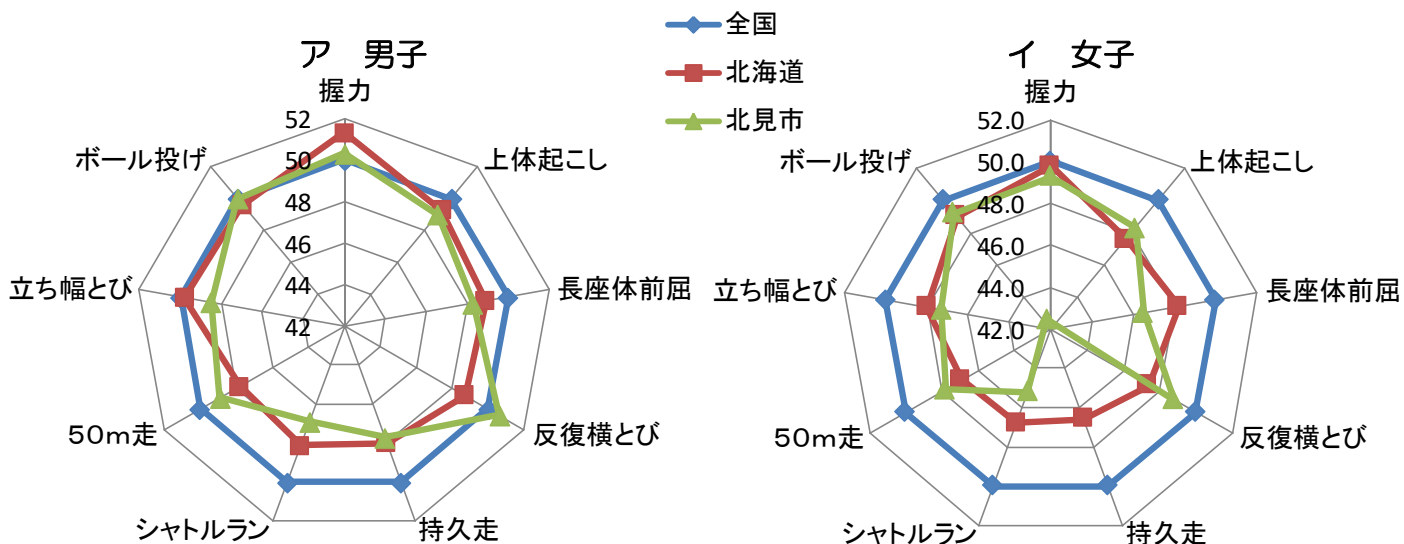 全国
北海道
北見市
ア　男子
握力
上体起こし
長座体前屈
反復横とび
持久走
シャトルラン
50m走
立ち幅とび
ボール投げ
52
50
48
46
44
42
イ　女子
握力
上体起こし
長座体前屈
反復横とび
持久走
シャトルラン
50m走
立ち幅とび
ボール投げ
52.0
50.0
48.0
46.0
44.0
42.0